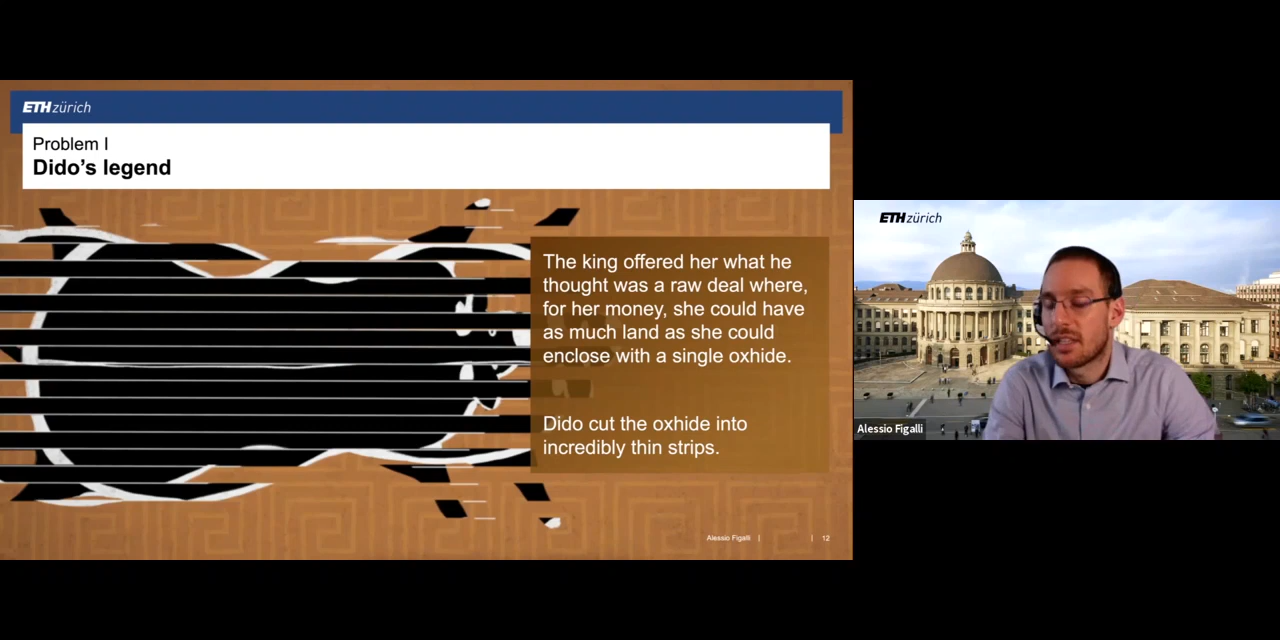 ETH zürich
Problem I
Dido’s legend
The king offered her what he
thought was a raw deal where,
for her money, she could have
as much land as she could
enclose with a single oxhide.
Dido cut the oxhide into
incredibly thin strips.
Alessio Figalli | | 12
ETH zürich
Alessio Figalli